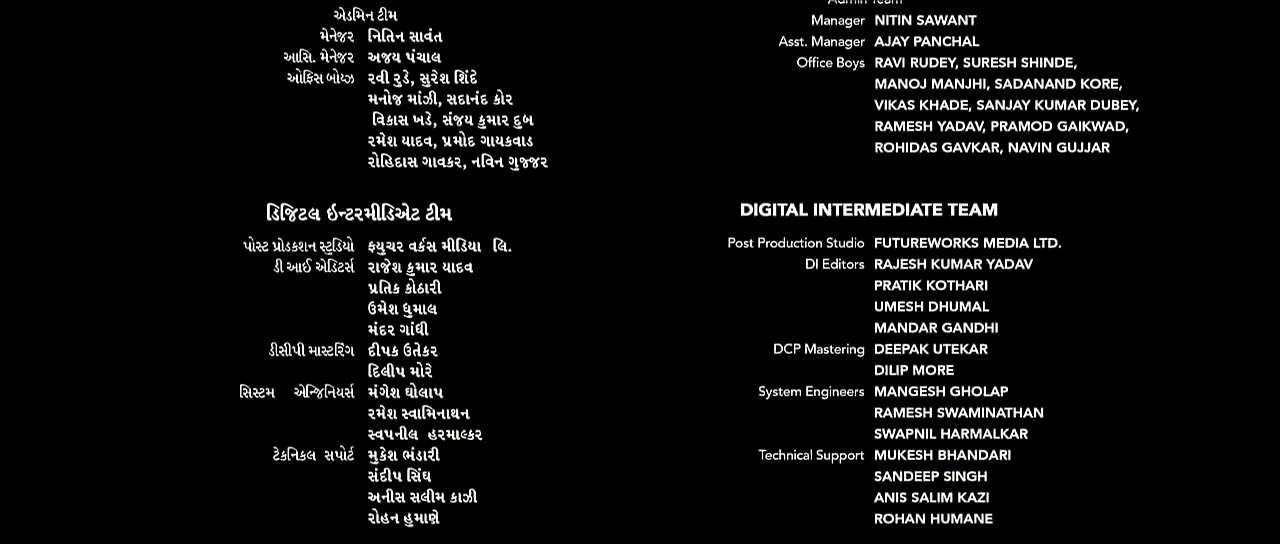 એડમિન ટીમ
મેનેજર નિતિન સાવંત
આસિ. મેનેજર અજય પંચાલ
ઓફિસ બોય્ઝ રવી રુડે, સુરેશ શિંદે
મનોજ માંઝી, સદાનંદ કોર
વિકાસ ખડે, સંજય કુમાર દુબ
રમેશ યાદવ, પ્રમોદ ગાયકવાડ
રોહિદાસ ગાવકર, નવિન ગુજ્જર
ડિજિટલ ઇન્ટરમીડિએટ ટીમ
પોસ્ટ પ્રોડકશન સ્ટુડિયો ફ્યુચર વર્કસ મીડિયા લિ.
ડી આઈ એડિટર્સ રાજેશ કુમાર યાદવ
પ્રતિક કોઠારી
ઉમેશ ધુમાલ
મંદર ગાંધી
ડીસીપી માસ્ટરિંગ દીપક ઉતેકર
દિલીપ મોરે
સિસ્ટમ એન્જિનિયર્સ મંગેશ ઘોલાપ
રમેશ સ્વામિનાથન
સ્વપનીલ હરમાલ્કર
ટેકનિકલ સપોર્ટ મુકેશ ભંડારી
સંદીપ સિંઘ
અનીસ સલીમ કાઝી
રોહન હુમાણે
Admin Team
Manager NITIN SAWANT
Asst. Manager AJAY PANCHAL
Office Boys RAVI RUDEY, SURESH SHINDE,
MANOJ MANJHI, SADANAND KORE,
VIKAS KHADE, SANJAY KUMAR DUBEY,
RAMESH YADAV, PRAMOD GAIKWAD,
ROHIDAS GAVKAR, NAVIN GUJJAR
DIGITAL INTERMEDIATE TEAM
Post Production Studio FUTUREWORKS MEDIA LTD.
DI Editors RAJESH KUMAR YADAV
PRATIK KOTHARI
UMESH DHUMAL
MANDAR GANDHI
DCP Mastering DEEPAK UTEKAR
DILIP MORE
System Engineers MANGESH GHOLAP
RAMESH SWAMINATHAN
SWAPNIL HARMALKAR
Technical Support MUKESH BHANDARI
SANDEEP SINGH
ANIS SALIM KAZI
ROHAN HUMANE